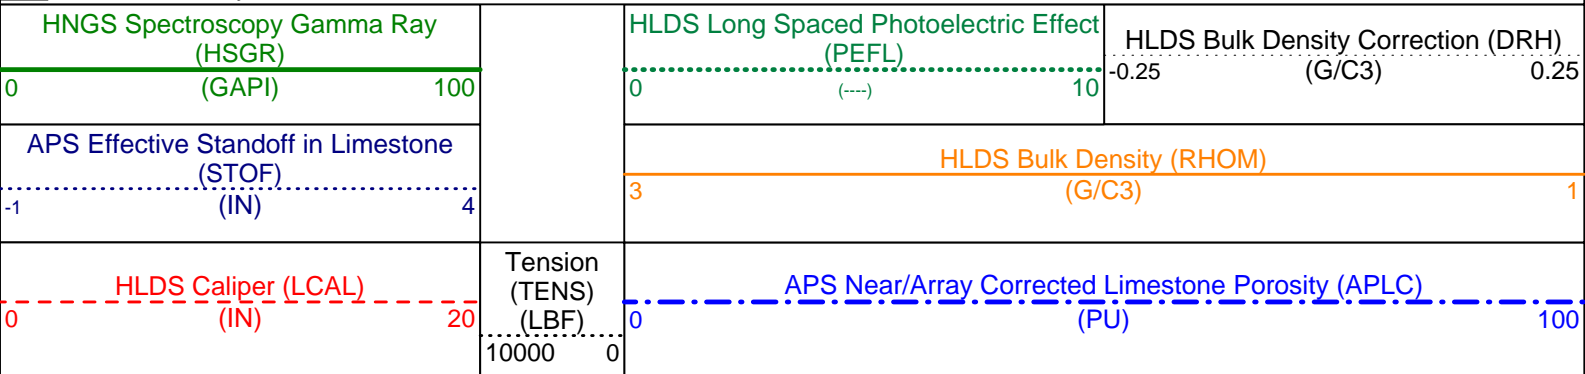 HNGS Spectroscopy Gamma Ray
(HSGR)
0 (GAPI) 100
HLDS Long Spaced Photoelectric Effect
(PEFL)
0 (----) 10
HLDS Bulk Density Correction (DRH)
-0.25 (G/C3) 0.25
APS Effective Standoff in Limestone
(STOF)
-1 (IN) 4
HLDS Bulk Density (RHOM)
3 (G/C3) 1
HLDS Caliper (LCAL)
0 (IN) 20
Tension
(TENS)
(LBF)
10000 0
APS Near/Array Corrected Limestone Porosity (APLC)
0 (PU) 100